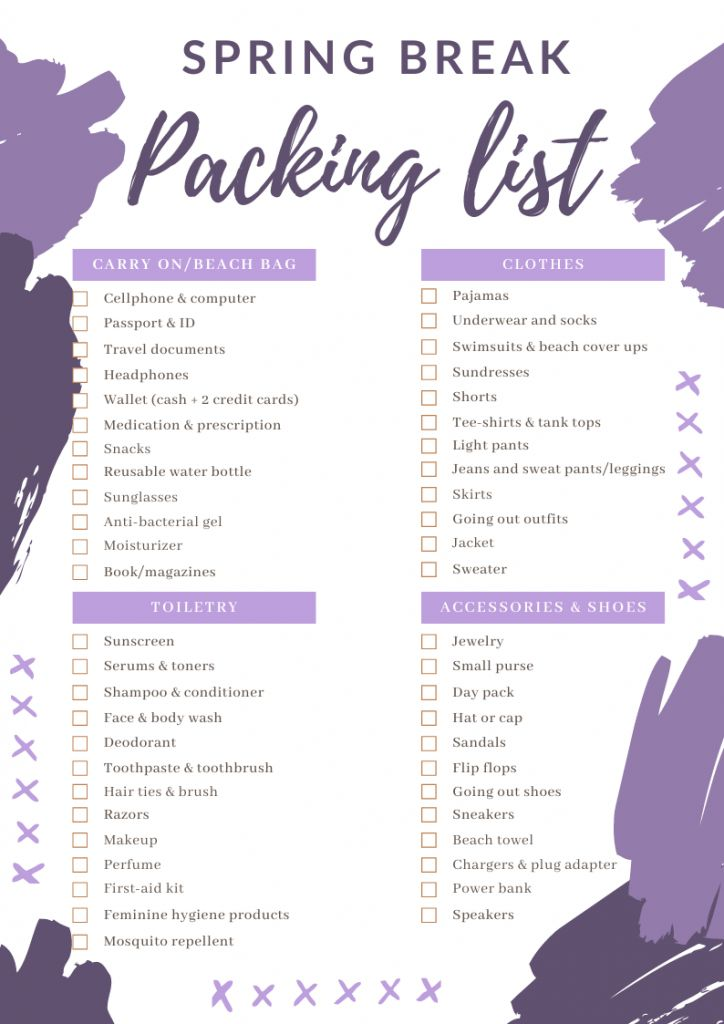 SPRING BREAK
Packing list
CARRY ON/BEACH BAG
Cellphone & computer
Passport & ID
Travel documents
Headphones
Wallet (cash + 2 credit cards)
Medication & prescription
Snacks
Reusable water bottle
Sunglasses
Anti-bacterial gel
Moisturizer
Book/magazines
TOILETRY
Sunscreen
Serums & toners
Shampoo & conditioner
Face & body wash
Deodorant
Toothpaste & toothbrush
Hair ties & brush
Razors
Makeup
Perfume
First-aid kit
Feminine hygiene products
Mosquito repellent
CLOTHES
Pajamas
Underwear and socks
Swimsuits & beach cover ups
Sundresses
Shorts
Tee-shirts & tank tops
Light pants
Jeans and sweat pants/leggings
Skirts
Going out outfits
Jacket
Sweater
ACCESSORIES & SHOES
Jewelry
Small purse
Day pack
Hat or cap
Sandals
Flip flops
Going out shoes
Sneakers
Beach towel
Chargers & plug adapter
Power bank
Speakers